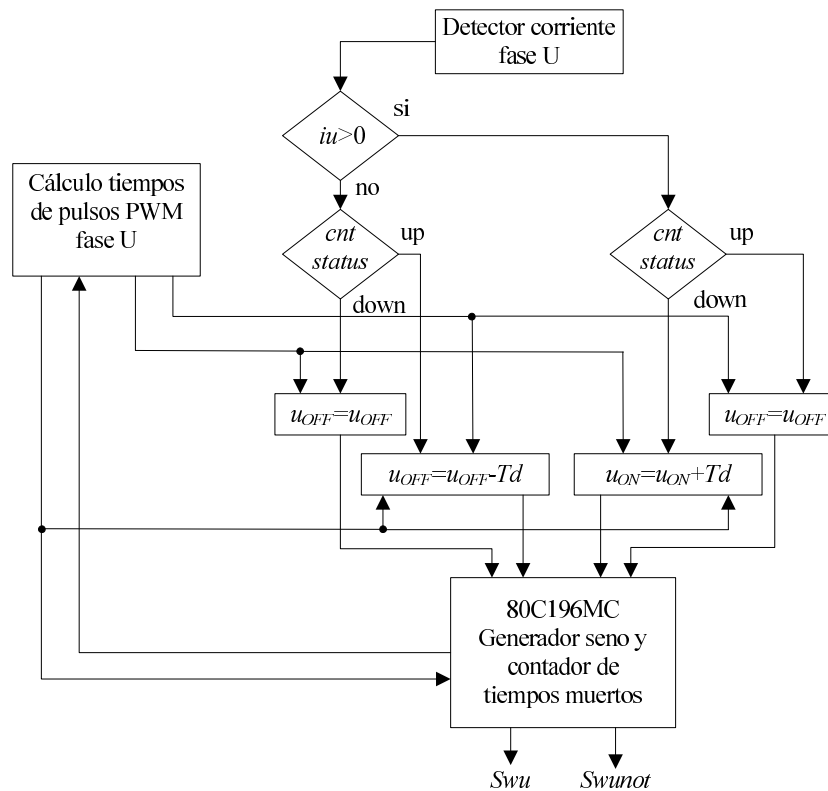 Detector corriente
fase U
si
iu>0
Cálculo tiempos
de pulsos PWM
fase U
no
cnt
status
up
cnt
status
up
down
down
uOFF=uOFF
uOFF=uOFF
uOFF=uOFF-Td
uON=uON+Td
80C196MC
Generador seno y
contador de
tiempos muertos
Swu
Swunot